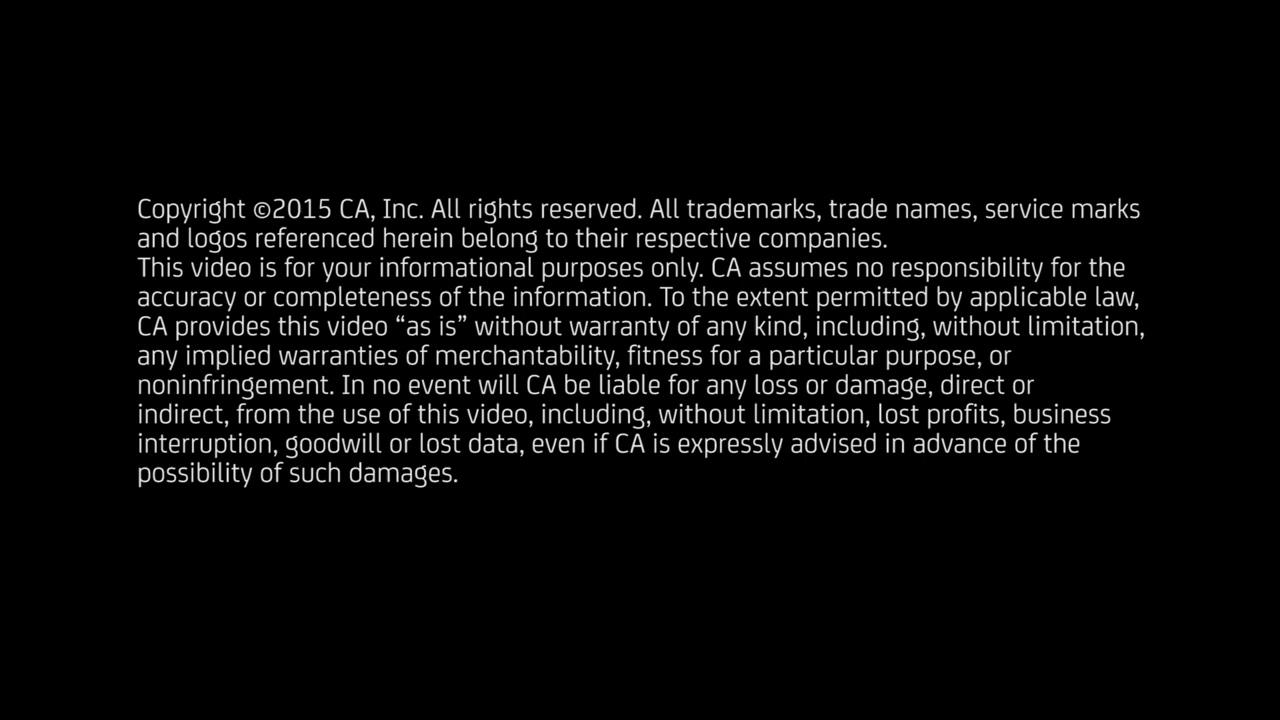 Copyright ©2015 CA, Inc. All rights reserved. All trademarks, trade names, service marks
and logos referenced herein belong to their respective companies.
This video is for your informational purposes only. CA assumes no responsibility for the
accuracy or completeness of the information. To the extent permitted by applicable law,
CA provides this video “as is” without warranty of any kind, including, without limitation,
any implied warranties of merchantability, fitness for a particular purpose, or
noninfringement. In no event will CA be liable for any loss or damage, direct or
indirect, from the use of this video, including, without limitation, lost profits, business
interruption, goodwill or lost data, even if CA is expressly advised in advance of the
possibility of such damages.